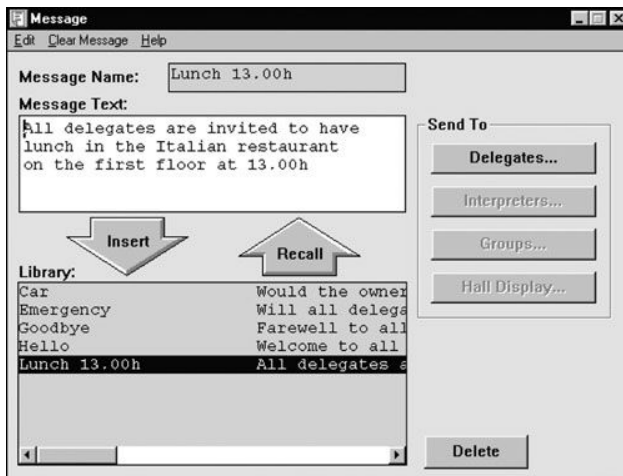 Message
Edit Clear Message Help
Message Name: Lunch 13.00h
Message Text:
All delegates are invited to have
lunch in the Italian restaurant
on the first floor at 13.00h
Send To
Delegates...
Interpreters...
Groups...
Hall Display...
Insert
Recall
Library:
Car Would the owner
Emergency Will all delega
Goodbye Farewell to all
Hello Welcome to all
Lunch 13.00h All delegates a
Delete